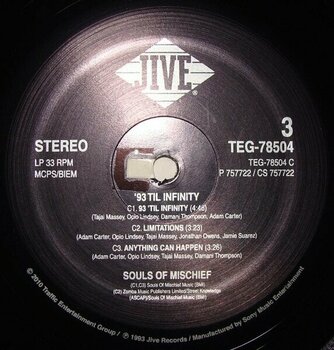 JIVE
STEREO
3
TEG-78504
LP 33 RPM
MCPS/BIEM
TEG-78504 C
P 757722 / CS 757722
'93 TIL INFINITY
C1. 93 'TIL INFINITY (4:46)
(Tajai Massey, Opio Lindsey, Damani Thompson, Adam Carter)
C2. LIMITATIONS (3:23)
(Adam Carter, Opio Lindsey, Tajai Massey, Jonathan Owens, Jamie Suarez)
C3. ANYTHING CAN HAPPEN (3:26)
(Adam Carter, Opio Lindsey, Tajai Massey, Damani Thompson)
SOULS OF MISCHIEF
(C1,C3) Souls Of Mischief Music (BMI)
(C2) Zomba Music Publishers Limited/Street Knowledge
(ASCAP)/Souls Of Mischief Music (BMI)
© 2010 Traffic Entertainment Group / ℗ 1993 Jive Records / Manufactured by Sony Music Entertainment